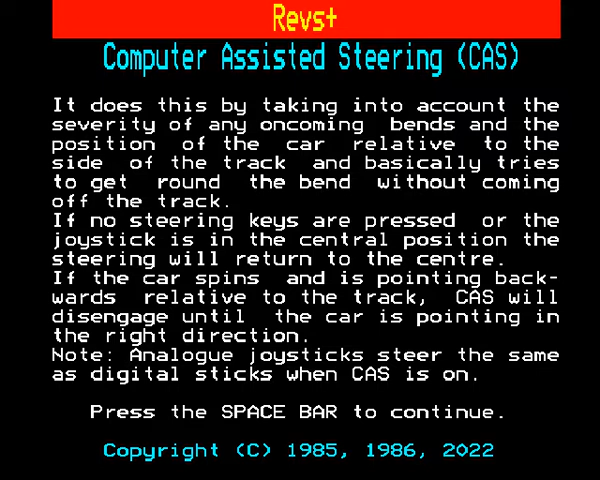 Revs+
Computer Assisted Steering (CAS)
It does this by taking into account the
severity of any oncoming bends and the
position of the car relative to the
side of the track and basically tries
to get round the bend without coming
off the track.
If no steering keys are pressed or the
joystick is in the central position the
steering will return to the centre.
If the car spins and is pointing back-
wards relative to the track, CAS will
disengage until the car is pointing in
the right direction.
Note: Analogue joysticks steer the same
as digital sticks when CAS is on.
Press the SPACE BAR to continue.
Copyright (C) 1985, 1986, 2022